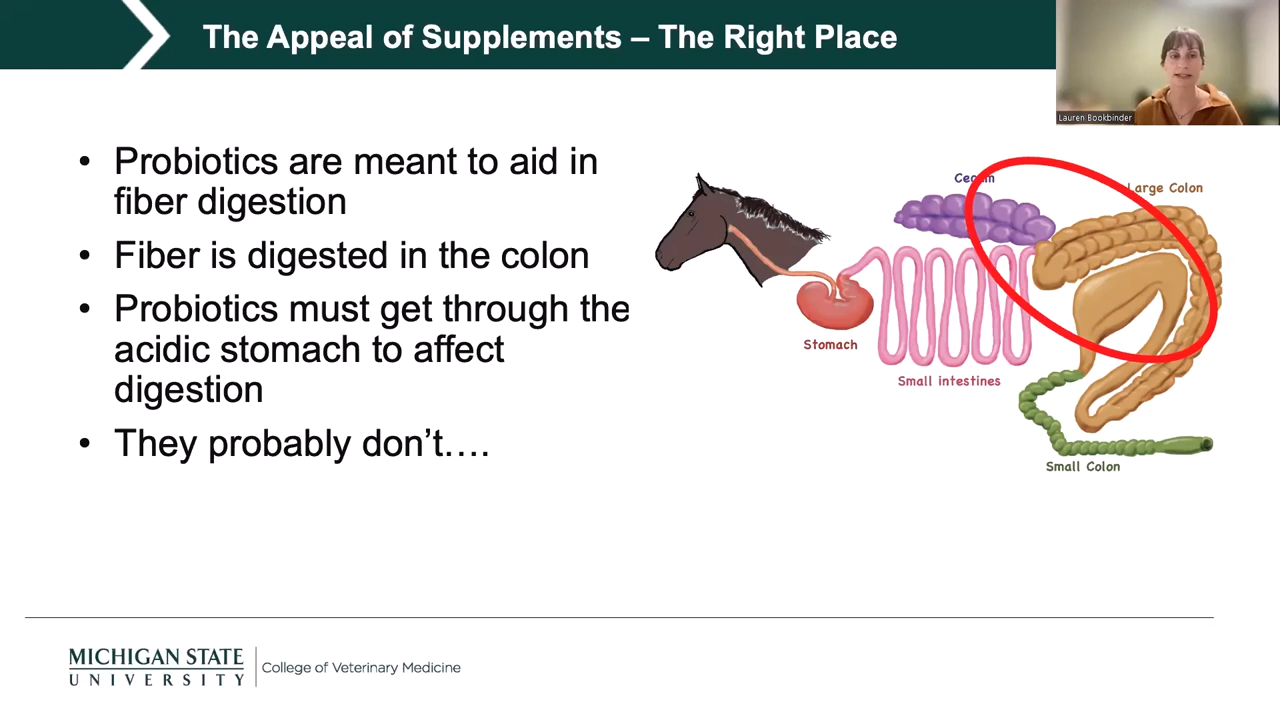 The Appeal of Supplements – The Right Place
Lauren Bookbinder
• Probiotics are meant to aid in
fiber digestion
• Fiber is digested in the colon
• Probiotics must get through the
acidic stomach to affect
digestion
• They probably don’t….
Cecum
Large Colon
Stomach
Small intestines
Small Colon
MICHIGAN STATE
UNIVERSITY
College of Veterinary Medicine